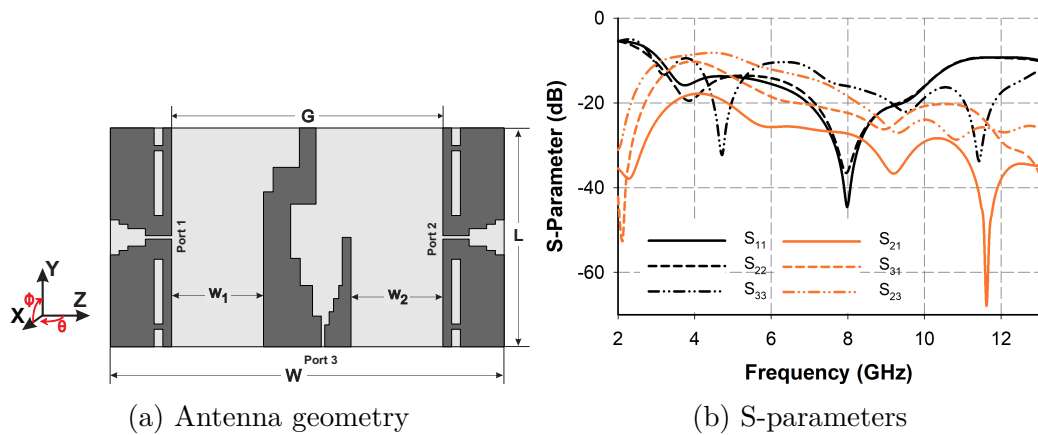 G
Port 1
Port 2
L
Y
Z
X
Φ
θ
W₁
W₂
Port 3
W
(a) Antenna geometry
0
-20
-40
-60
S-Parameter (dB)
S₁₁ S₂₁
S₂₂ S₃₁
S₃₃ S₂₃
2 4 6 8 10 12
Frequency (GHz)
(b) S-parameters